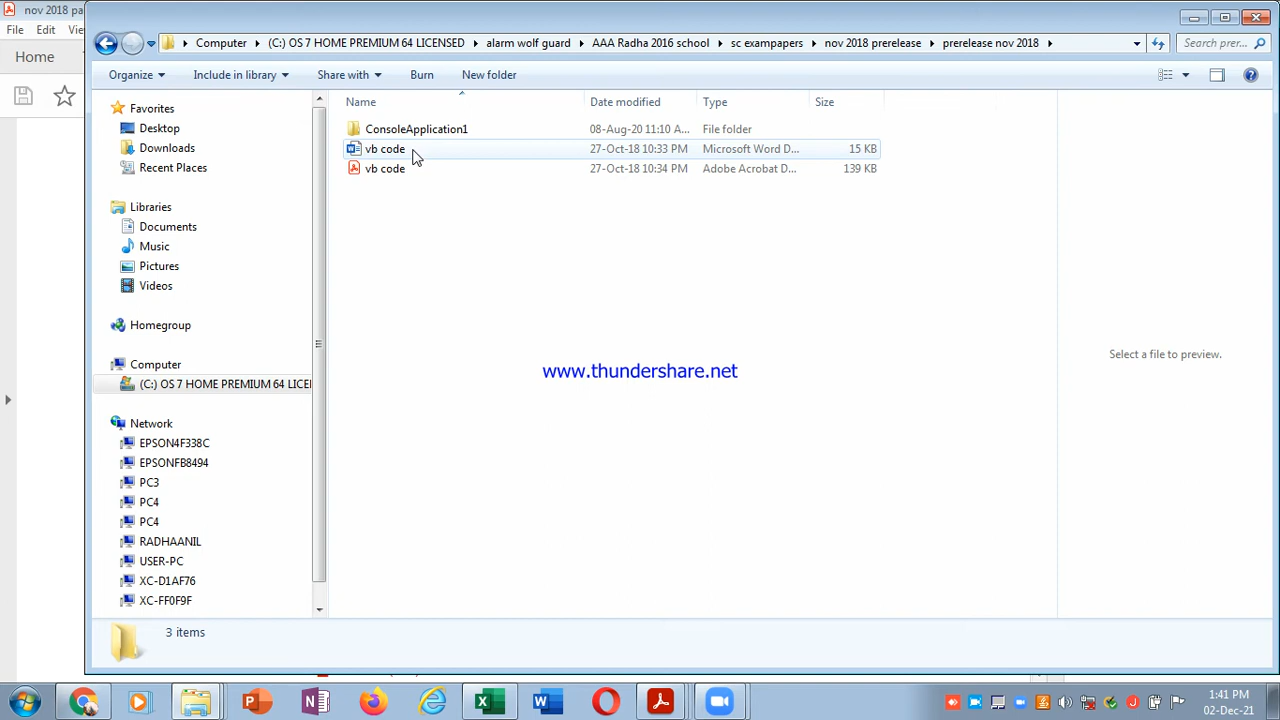 nov 2018 pa
File Edit Vi
Home
Computer (C:) OS 7 HOME PREMIUM 64 LICENSED alarm wolf guard AAA Radha 2016 school sc exampapers nov 2018 prerelease prerelease nov 2018
Search prer...
Organize Include in library Share with Burn New folder
Name Date modified Type Size
ConsoleApplication1 08-Aug-20 11:10 A... File folder
vb code 27-Oct-18 10:33 PM Microsoft Word D... 15 KB
vb code 27-Oct-18 10:34 PM Adobe Acrobat D... 139 KB
Favorites
Desktop
Downloads
Recent Places
Libraries
Documents
Music
Pictures
Videos
Homegroup
Computer
(C:) OS 7 HOME PREMIUM 64 LICE
Network
EPSON4F338C
EPSONFB8494
PC3
PC4
PC4
RADHAANIL
USER-PC
XC-D1AF76
XC-FF0F9F
www.thundershare.net
Select a file to preview.
3 items
1:41 PM
02-Dec-21